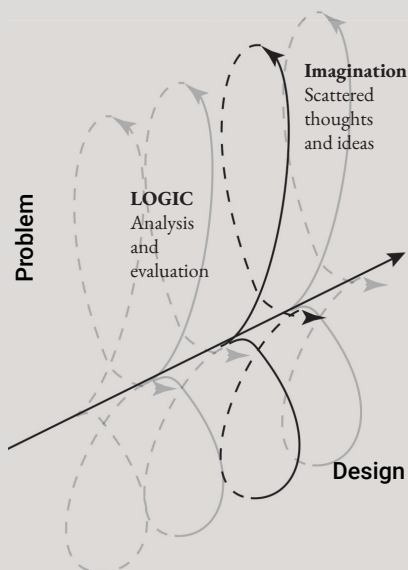 Imagination
Scattered
thoughts
and ideas
LOGIC
Analysis
and
evaluation
Problem
Design